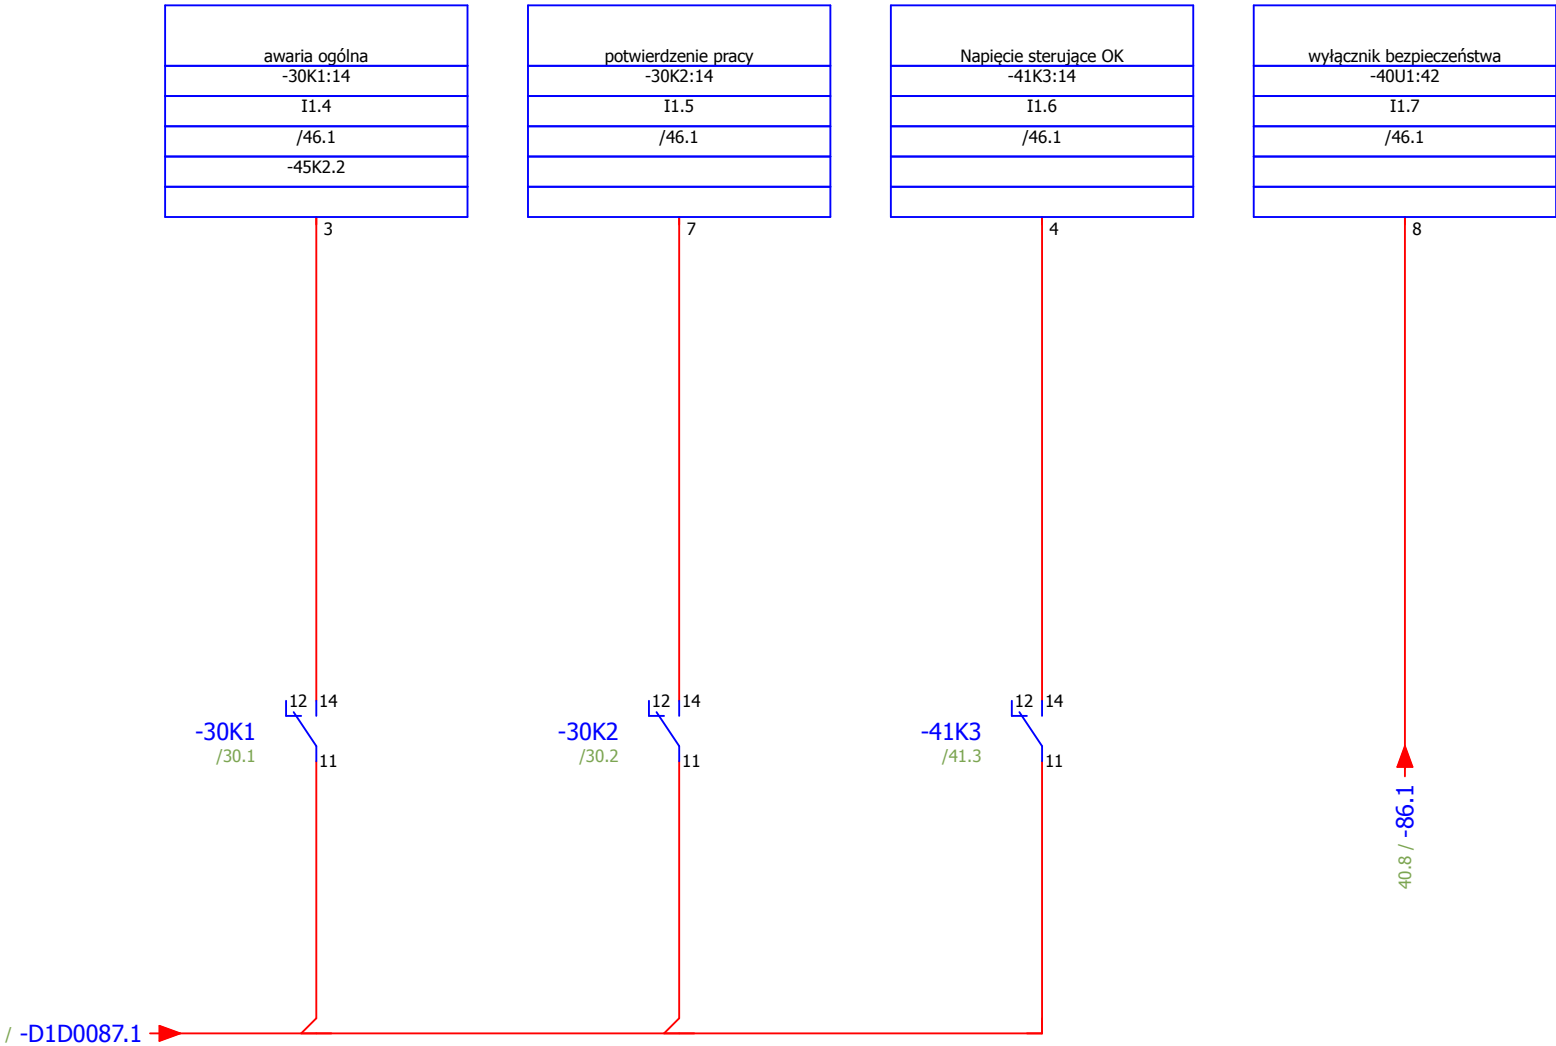 awaria ogólna
-30K1:14
I1.4
/46.1
-45K2.2
3
potwierdzenie pracy
-30K2:14
I1.5
/46.1
7
Napięcie sterujące OK
-41K3:14
I1.6
/46.1
4
wyłącznik bezpieczeństwa
-40U1:42
I1.7
/46.1
8
12 14
-30K1
/30.1
11
12 14
-30K2
/30.2
11
12 14
-41K3
/41.3
11
40.8 / -86.1
/ -D1D0087.1